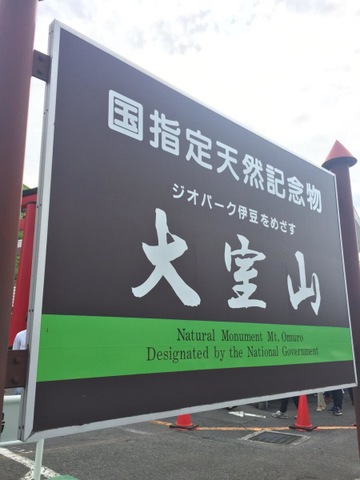 国指定天然記念物
ジオパーク伊豆をめざす
大室山
Natural Monument Mt. Omuro
Designated by the National Government